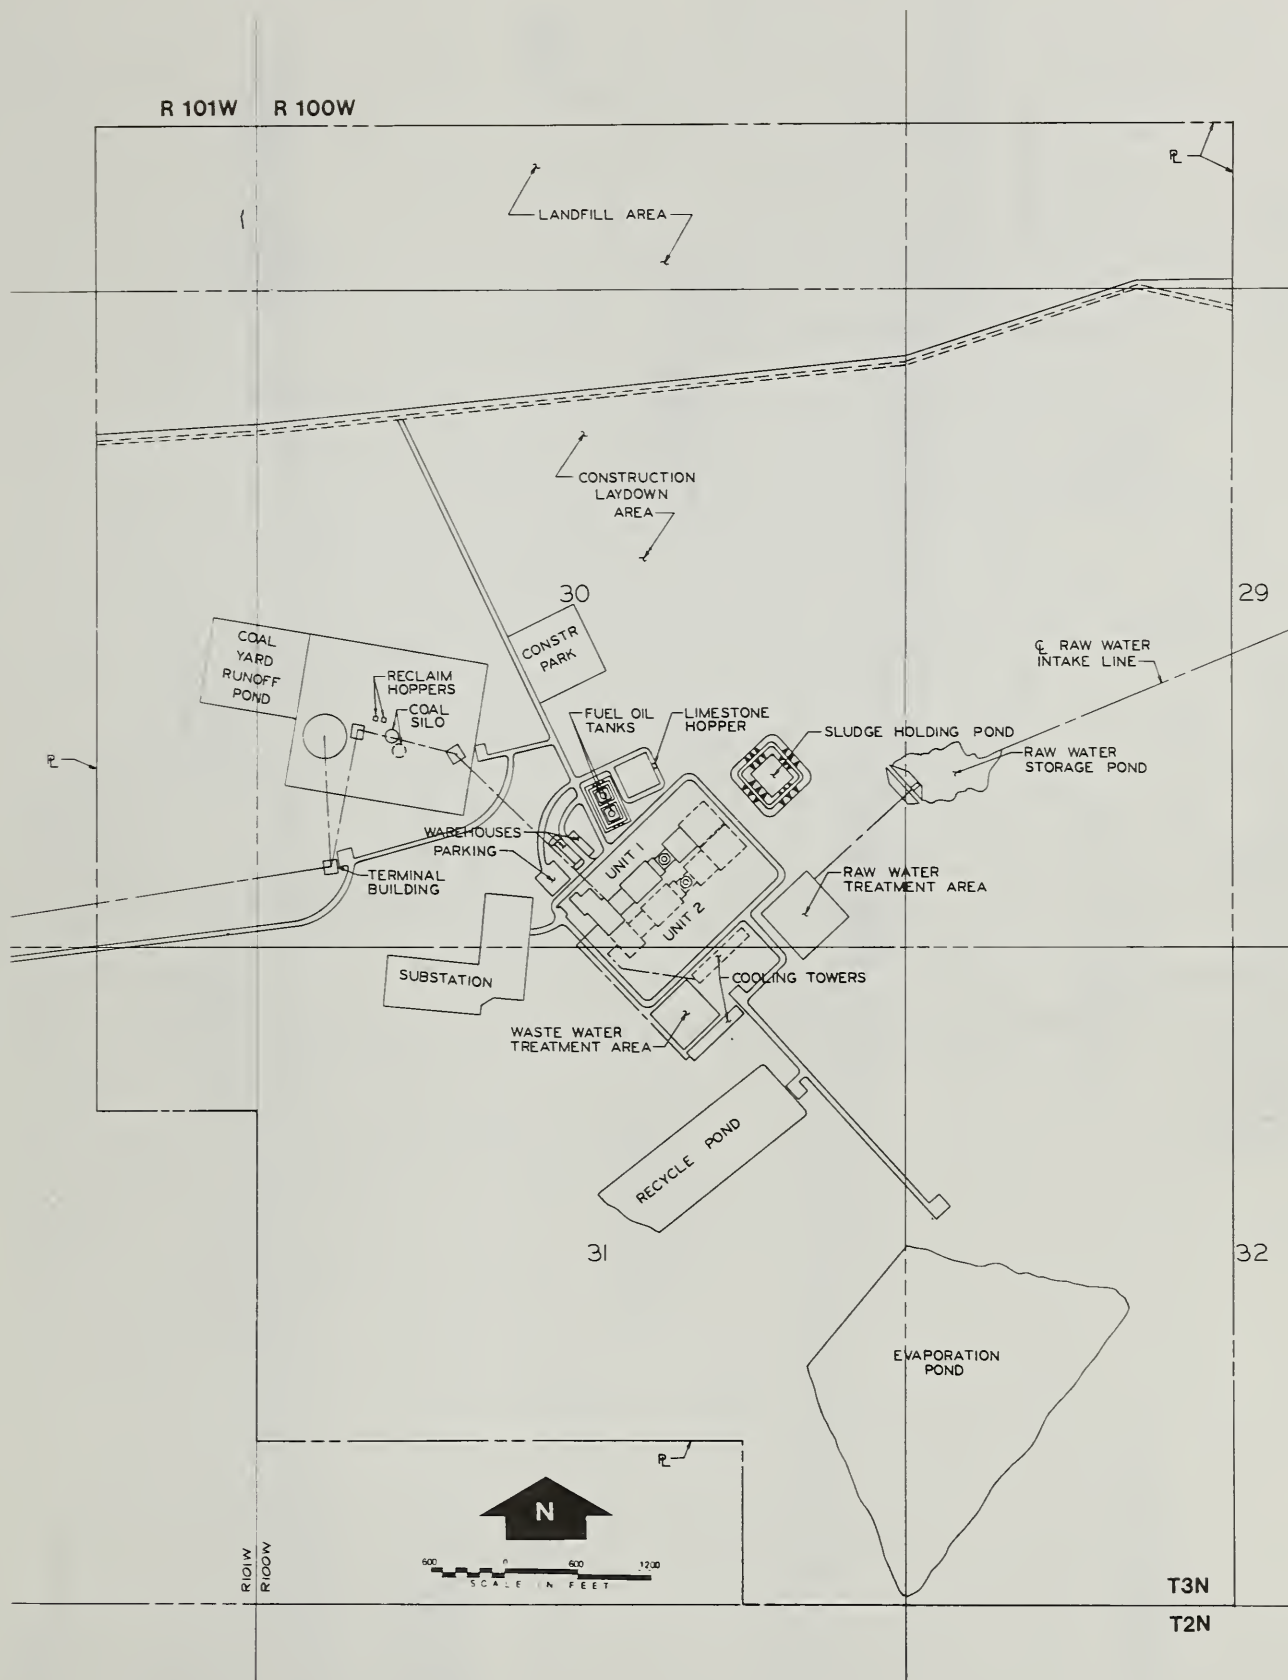 R 101W R 100W
PL
LANDFILL AREA
CONSTRUCTION
LAYDOWN
AREA
30
29
CONSTR
PARK
COAL
YARD
RUNOFF
POND
RECLAIM
HOPPERS
COAL
SILO
℄ RAW WATER
INTAKE LINE
FUEL OIL
TANKS
LIMESTONE
HOPPER
SLUDGE HOLDING POND
RAW WATER
STORAGE POND
PL
WAREHOUSES
PARKING
UNIT 1
UNIT 2
TERMINAL
BUILDING
RAW WATER
TREATMENT AREA
SUBSTATION
COOLING TOWERS
WASTE WATER
TREATMENT AREA
RECYCLE POND
31
32
EVAPORATION
POND
PL
N
600 0 600 1200
SCALE IN FEET
R101W
R100W
T3N
T2N